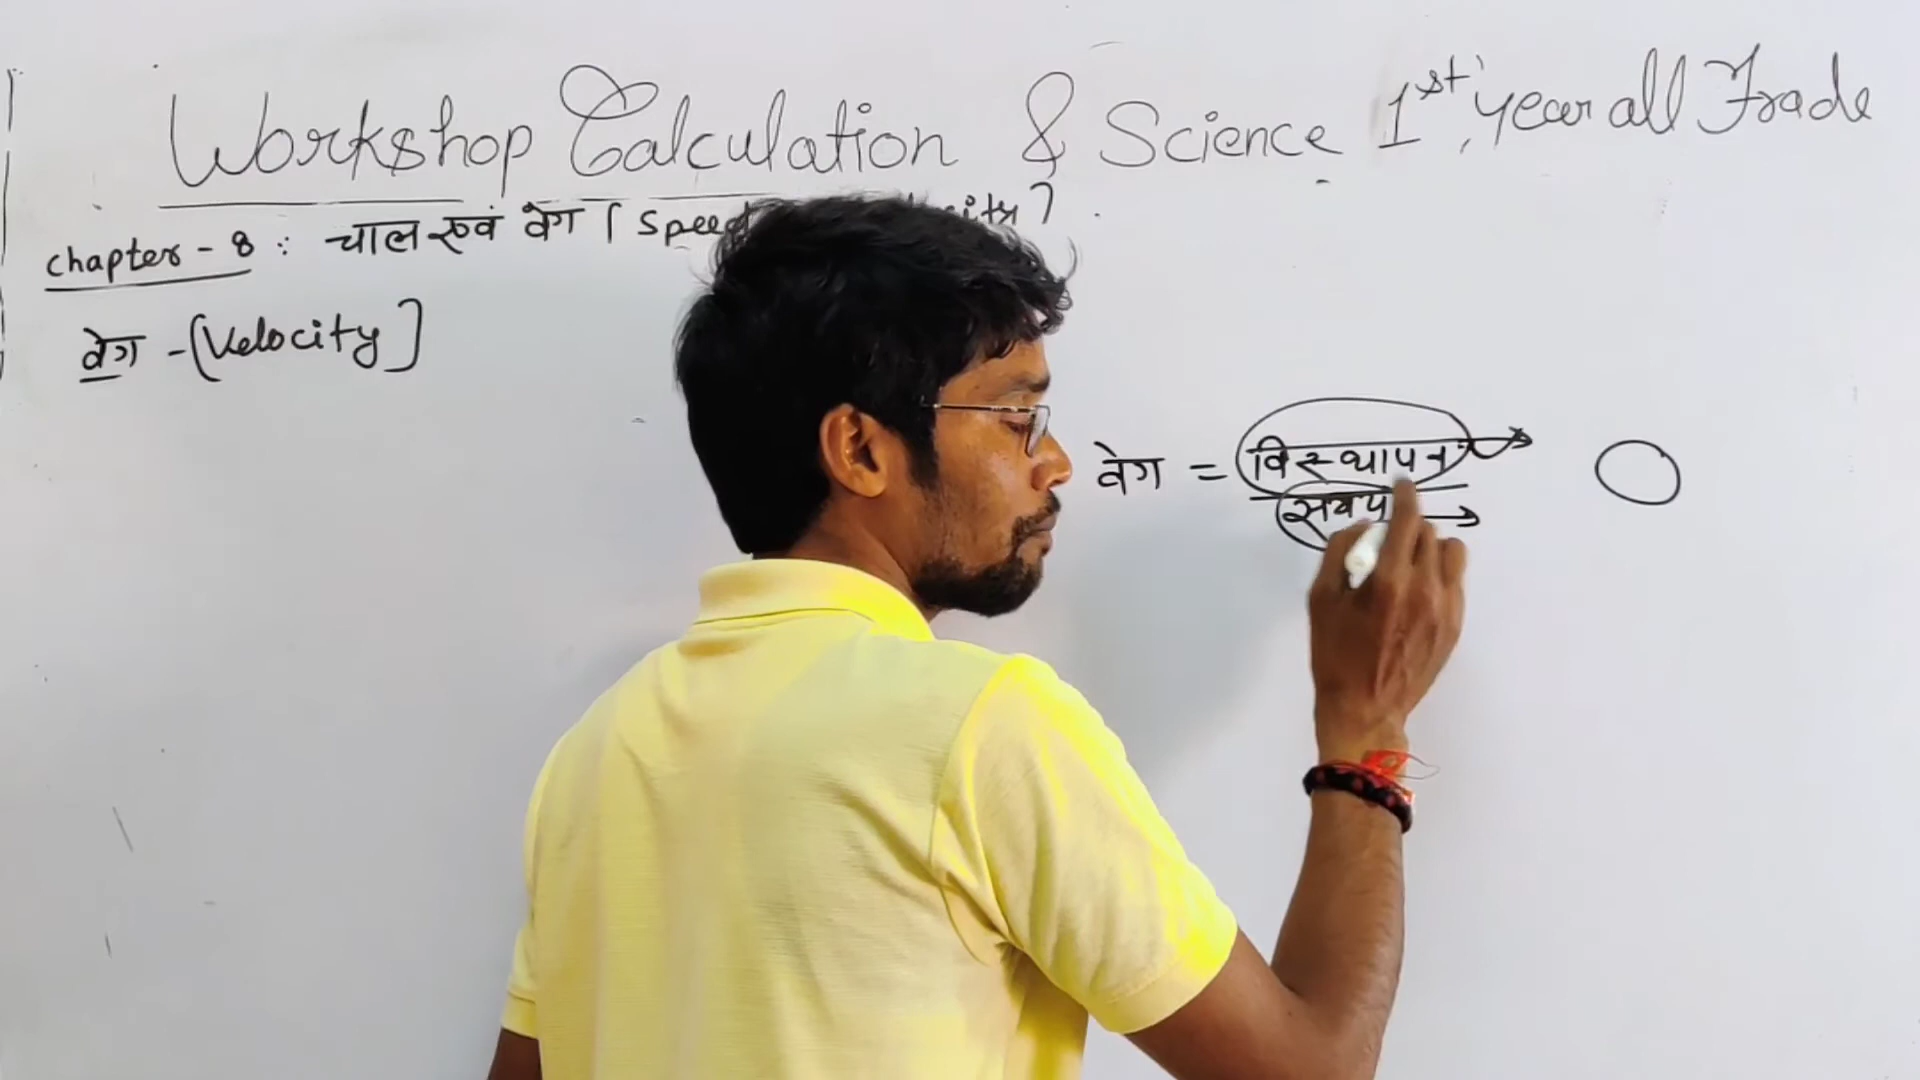 Workshop Calculation & Science 1st, year all Trade
chapter - 8 : चाल एवं वेग [ Speed
वेग - [Velocity]
वेग = विस्थापन
समय